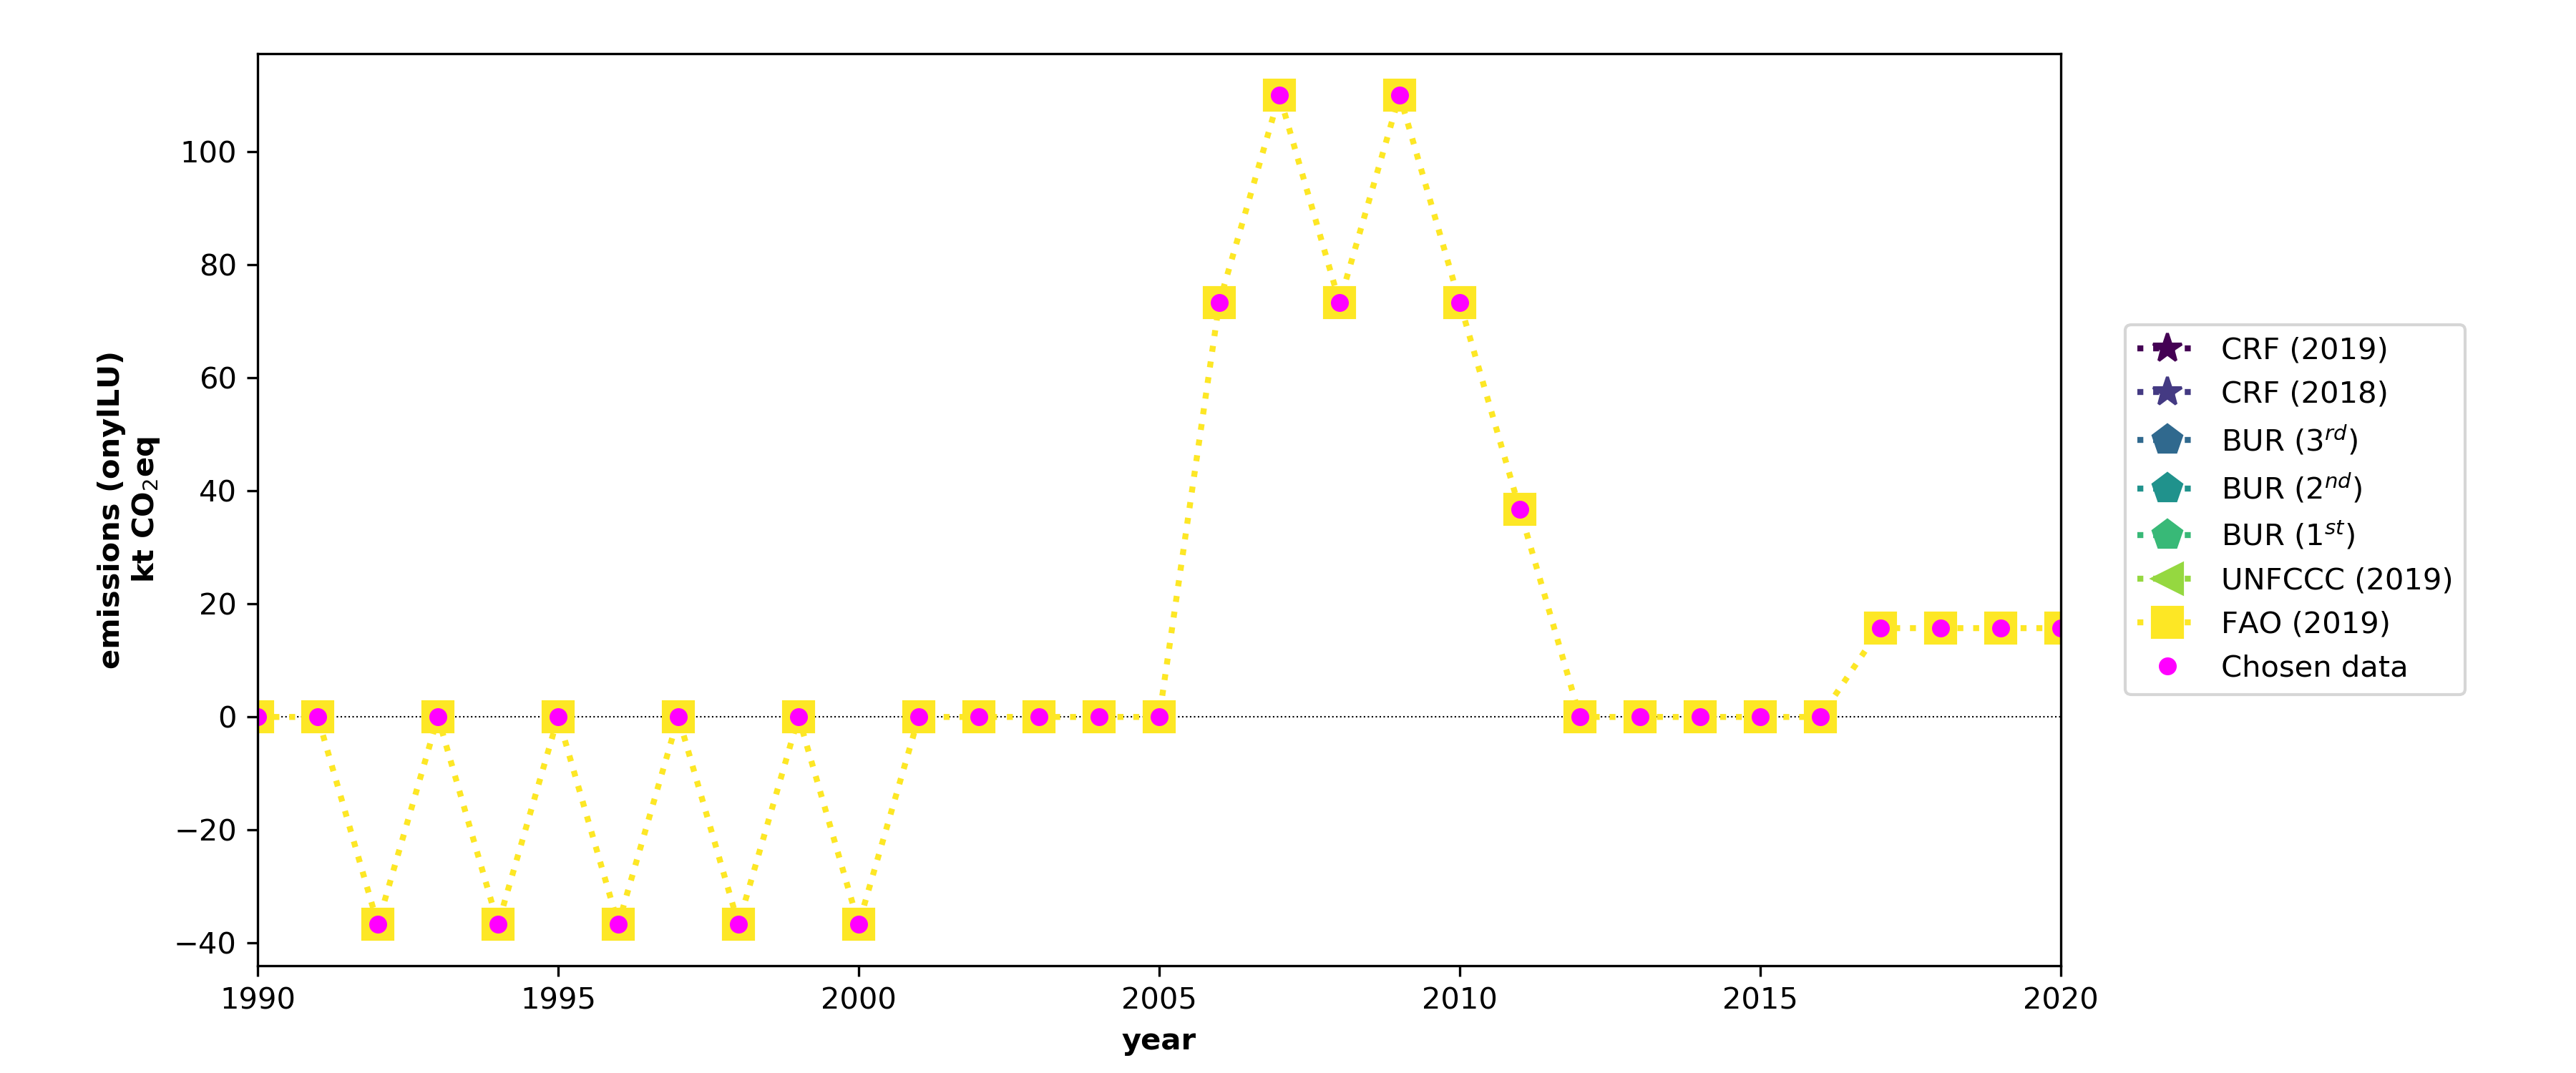 emissions (onyILU)
kt CO₂eq
100
80
60
40
20
0
−20
−40
1990 1995 2000 2005 2010 2015 2020
year
CRF (2019)
CRF (2018)
BUR (3ʳᵈ)
BUR (2ⁿᵈ)
BUR (1ˢᵗ)
UNFCCC (2019)
FAO (2019)
Chosen data